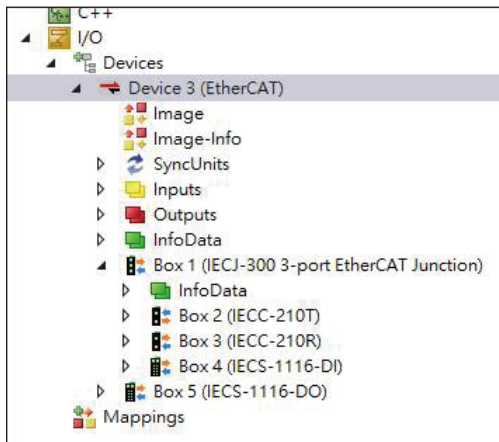 C++
I/O
Devices
Device 3 (EtherCAT)
Image
Image-Info
SyncUnits
Inputs
Outputs
InfoData
Box 1 (IECJ-300 3-port EtherCAT Junction)
InfoData
Box 2 (IECC-210T)
Box 3 (IECC-210R)
Box 4 (IECS-1116-DI)
Box 5 (IECS-1116-DO)
Mappings